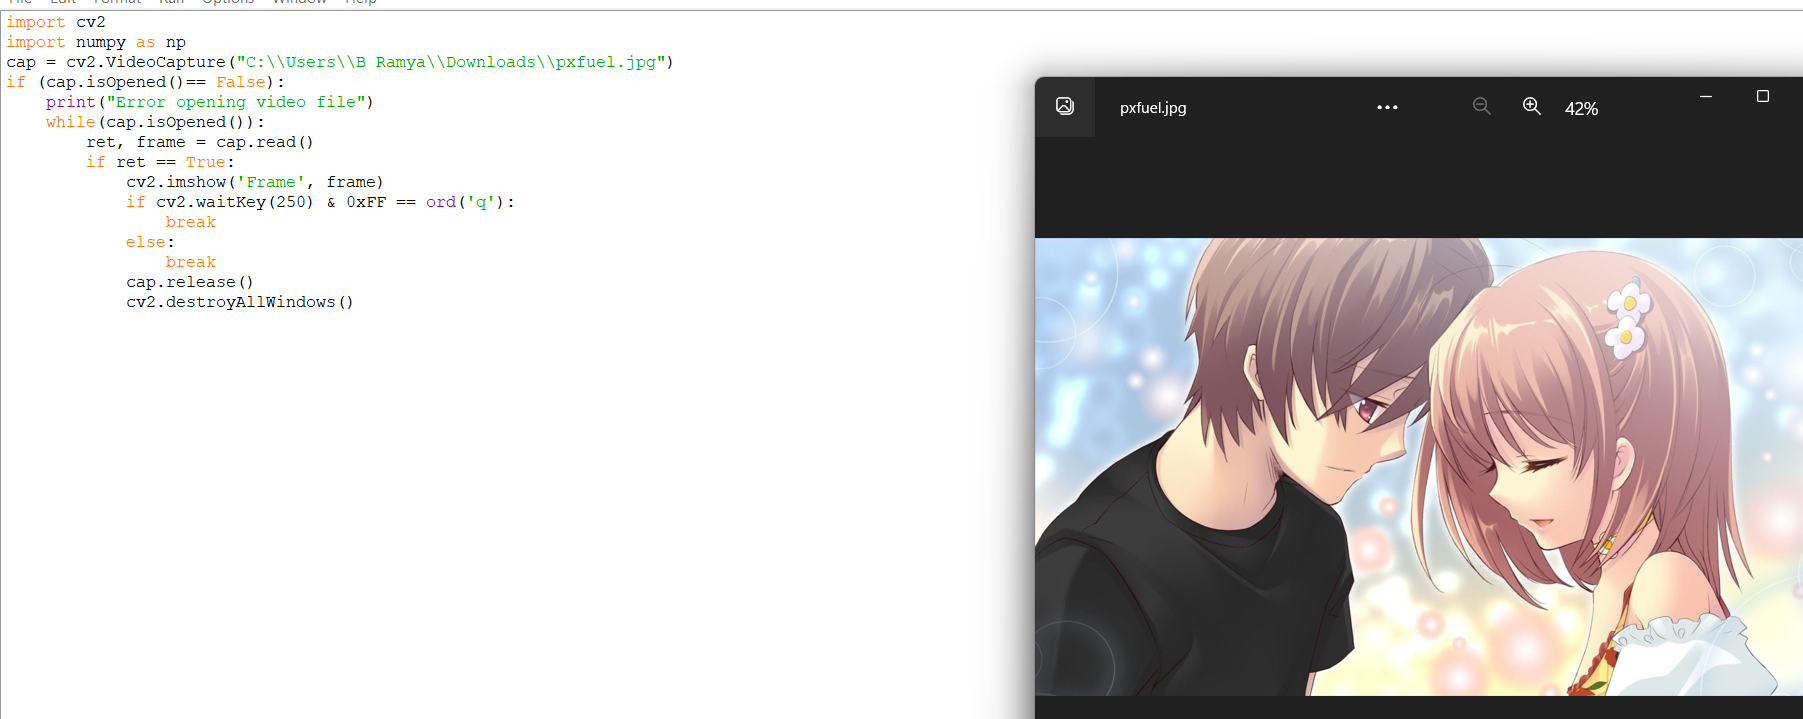 File Edit Format Run Options Window Help
import cv2
import numpy as np
cap = cv2.VideoCapture("C:\\Users\\B Ramya\\Downloads\\pxfuel.jpg")
if (cap.isOpened()== False):
    print("Error opening video file")
    while(cap.isOpened()):
        ret, frame = cap.read()
        if ret == True:
            cv2.imshow('Frame', frame)
            if cv2.waitKey(250) & 0xFF == ord('q'):
                break
            else:
                break
            cap.release()
            cv2.destroyAllWindows()
pxfuel.jpg
42%